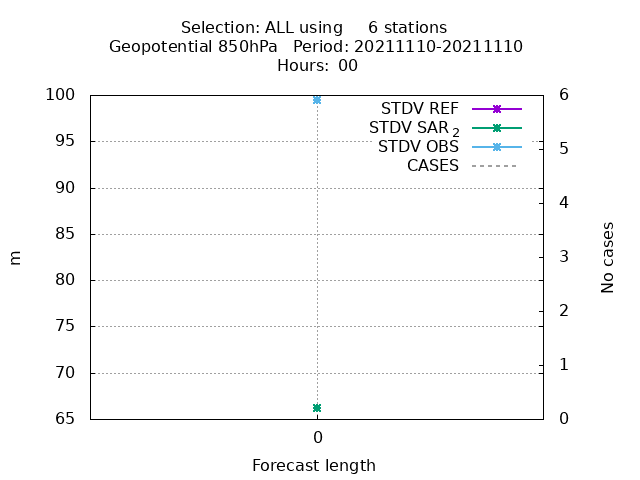 Selection: ALL using     6 stations
Geopotential 850hPa   Period: 20211110-20211110
Hours: 00
100
95
90
85
80
75
70
65
m
STDV REF
STDV SAR 2
STDV OBS
CASES
6
5
4
3
2
1
0
No cases
0
Forecast length